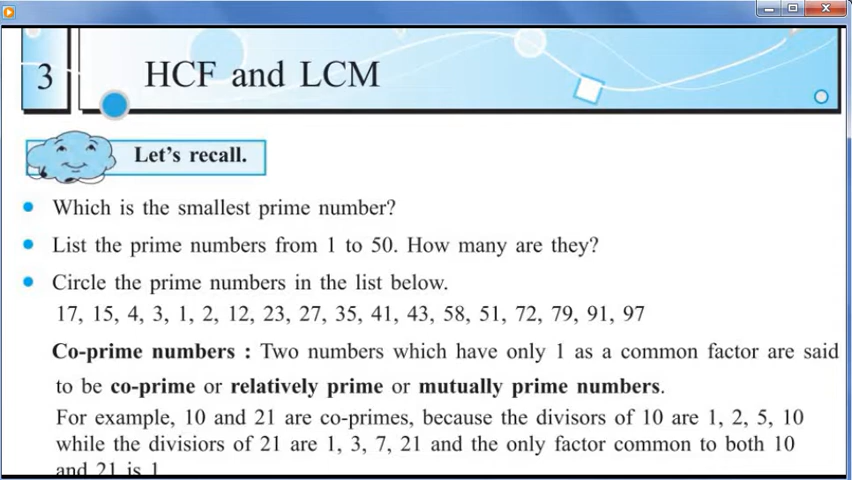 3
HCF and LCM
Let's recall.
Which is the smallest prime number?
List the prime numbers from 1 to 50. How many are they?
Circle the prime numbers in the list below.
17, 15, 4, 3, 1, 2, 12, 23, 27, 35, 41, 43, 58, 51, 72, 79, 91, 97
Co-prime numbers : Two numbers which have only 1 as a common factor are said
to be co-prime or relatively prime or mutually prime numbers.
For example, 10 and 21 are co-primes, because the divisors of 10 are 1, 2, 5, 10
while the divisiors of 21 are 1, 3, 7, 21 and the only factor common to both 10
and 21 is 1